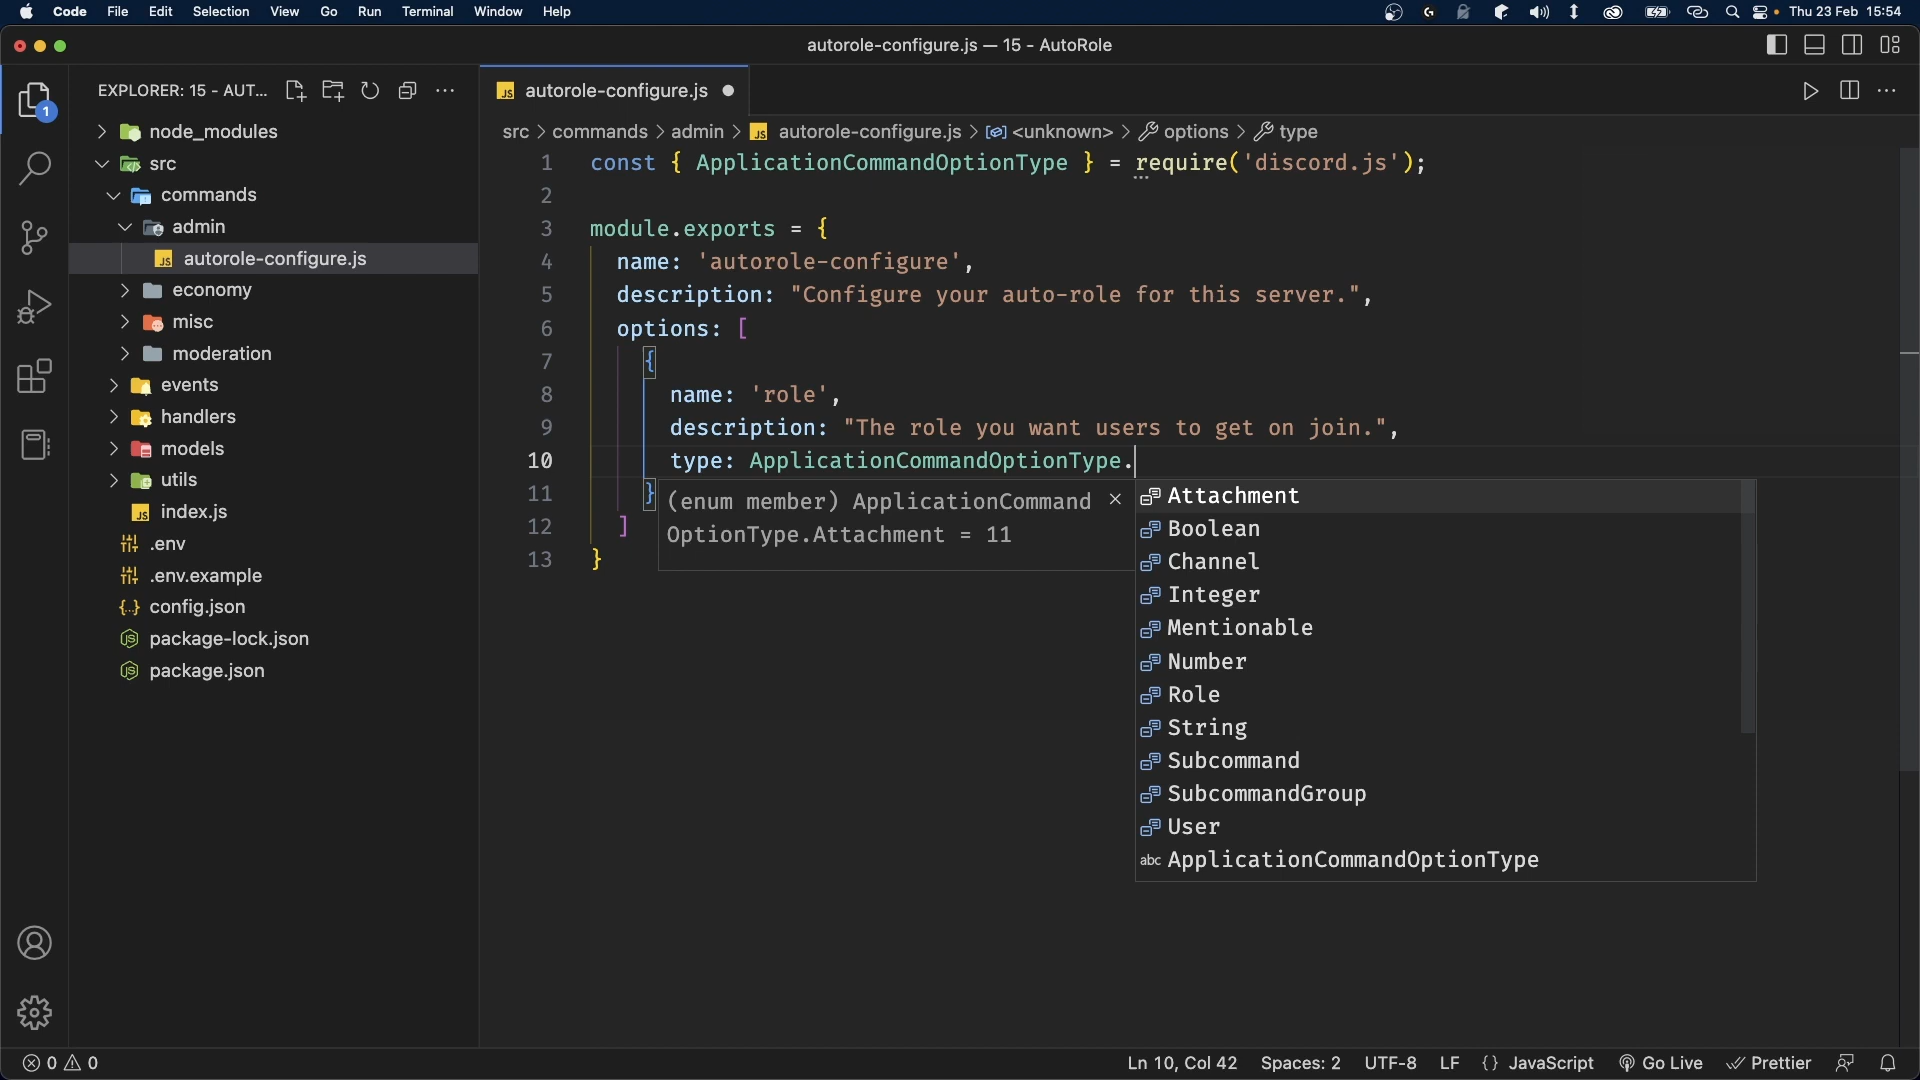 Code File Edit Selection View Go Run Terminal Window Help Thu 23 Feb 15:54
autorole-configure.js — 15 - AutoRole
1
EXPLORER: 15 - AUT...
node_modules
src
commands
admin
autorole-configure.js
economy
misc
moderation
events
handlers
models
utils
index.js
.env
.env.example
config.json
package-lock.json
package.json
autorole-configure.js
src > commands > admin > autorole-configure.js > <unknown> > options > type
1 const { ApplicationCommandOptionType } = require('discord.js');
2
3 module.exports = {
4 name: 'autorole-configure',
5 description: "Configure your auto-role for this server.",
6 options: [
7 {
8 name: 'role',
9 description: "The role you want users to get on join.",
10 type: ApplicationCommandOptionType.
11 }
12 ]
13 }
(enum member) ApplicationCommand
OptionType.Attachment = 11
Attachment
Boolean
Channel
Integer
Mentionable
Number
Role
String
Subcommand
SubcommandGroup
User
abc ApplicationCommandOptionType
0 0 Ln 10, Col 42 Spaces: 2 UTF-8 LF {} JavaScript Go Live Prettier